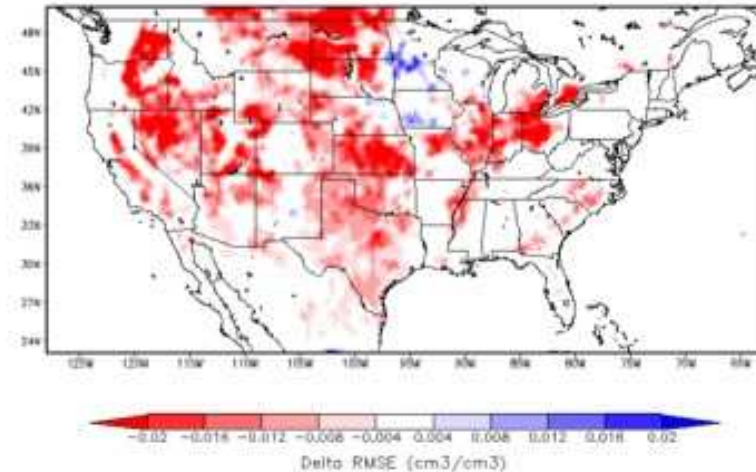 48N
45N
42N
39N
36N
33N
30N
27N
24N
125W 120W 115W 110W 105W 100W 95W 90W 85W 80W 75W 70W 65W
-0.02 -0.016 -0.012 -0.008 -0.004 0.004 0.008 0.012 0.016 0.02
Delta RMSE (cm3/cm3)